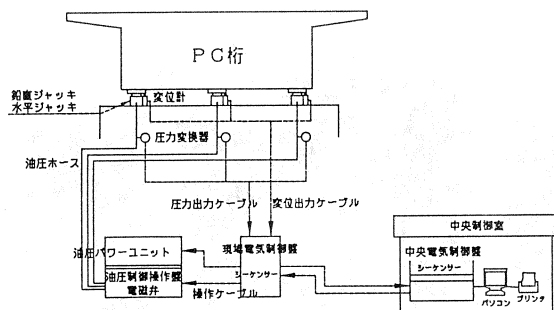 PC桁
鉛直ジャッキ
水平ジャッキ
変位計
圧力変換器
油圧ホース
圧力出力ケーブル
変位出力ケーブル
中央制御室
油圧パワーユニット
現場電気制御盤
中央電気制御盤
シーケンサー
シーケンサー
油圧制御操作盤
電磁弁
操作ケーブル
パソコン
プリンタ